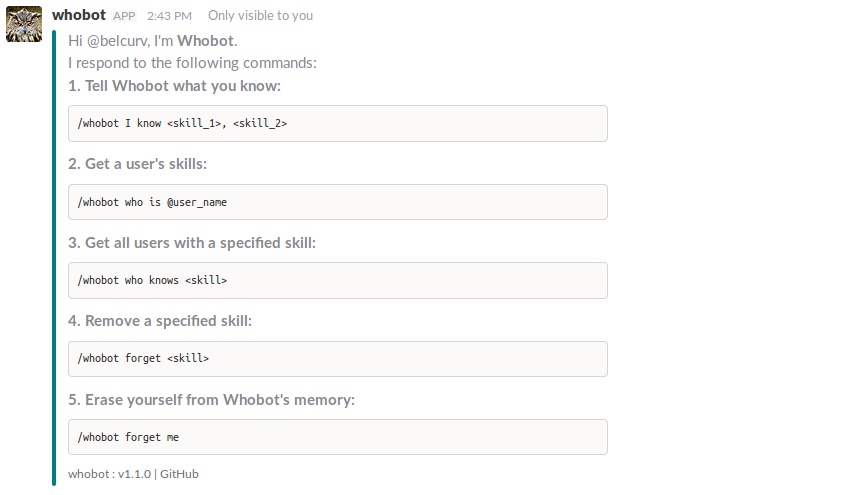 whobot APP 2:43 PM Only visible to you
Hi @belcurv, I'm Whobot.
I respond to the following commands:
1. Tell Whobot what you know:
/whobot I know <skill_1>, <skill_2>
2. Get a user's skills:
/whobot who is @user_name
3. Get all users with a specified skill:
/whobot who knows <skill>
4. Remove a specified skill:
/whobot forget <skill>
5. Erase yourself from Whobot's memory:
/whobot forget me
whobot : v1.1.0 | GitHub